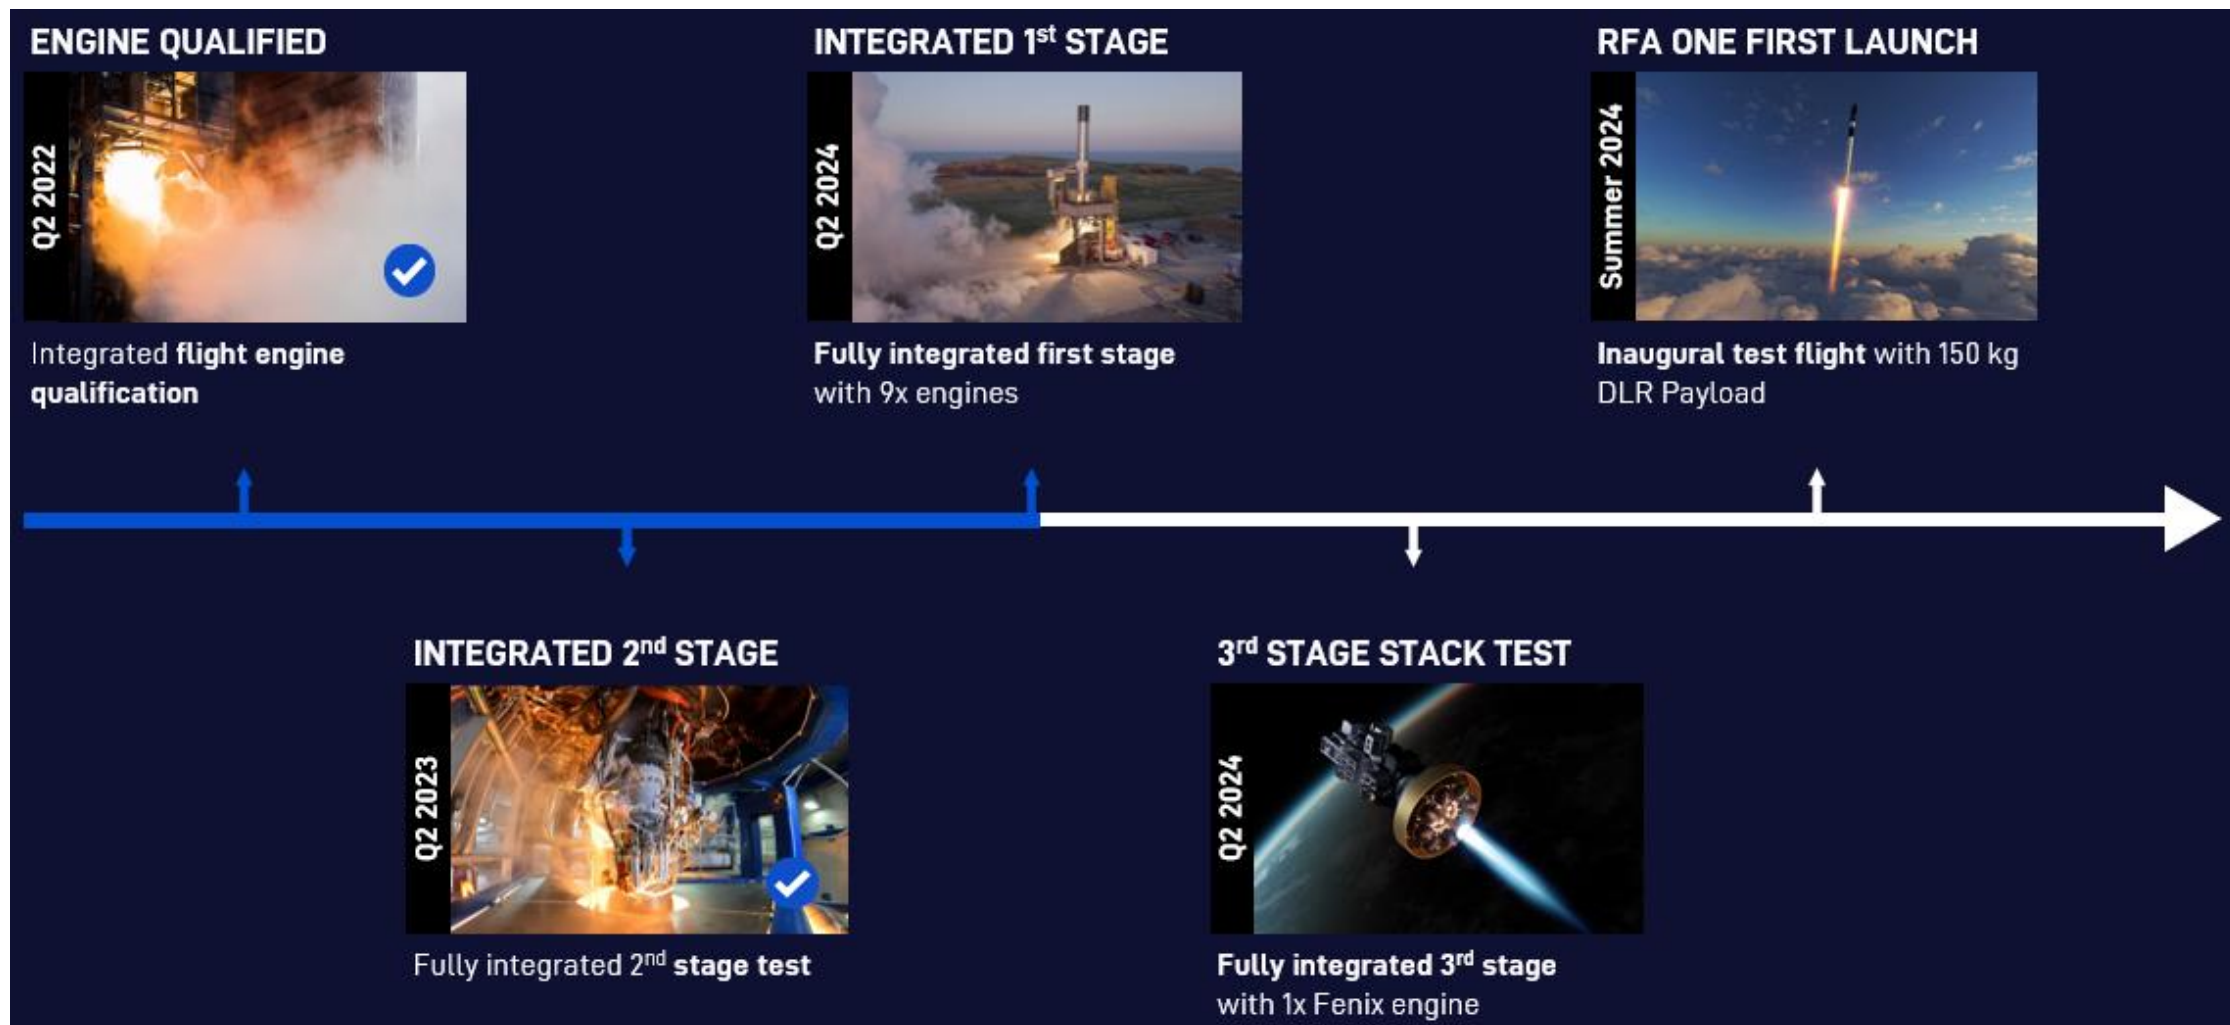 ENGINE QUALIFIED
Q2 2022
Integrated flight engine
qualification
INTEGRATED 1st STAGE
Q2 2024
Fully integrated first stage
with 9x engines
RFA ONE FIRST LAUNCH
Summer 2024
Inaugural test flight with 150 kg
DLR Payload
INTEGRATED 2nd STAGE
Q2 2023
Fully integrated 2nd stage test
3rd STAGE STACK TEST
Q2 2024
Fully integrated 3rd stage
with 1x Fenix engine